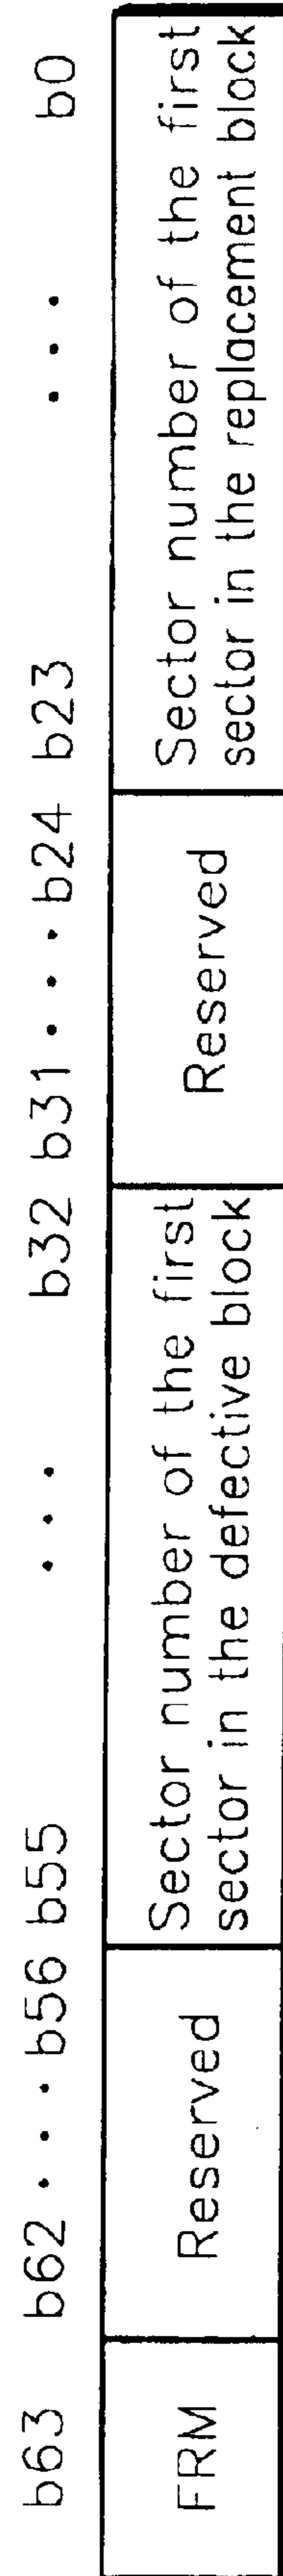 b63 b62 · · · b56 b55 · · · b32 b31 · · · b24 b23 · · · b0
FRM
Reserved
Sector number of the first
sector in the defective block
Reserved
Sector number of the first
sector in the replacement block